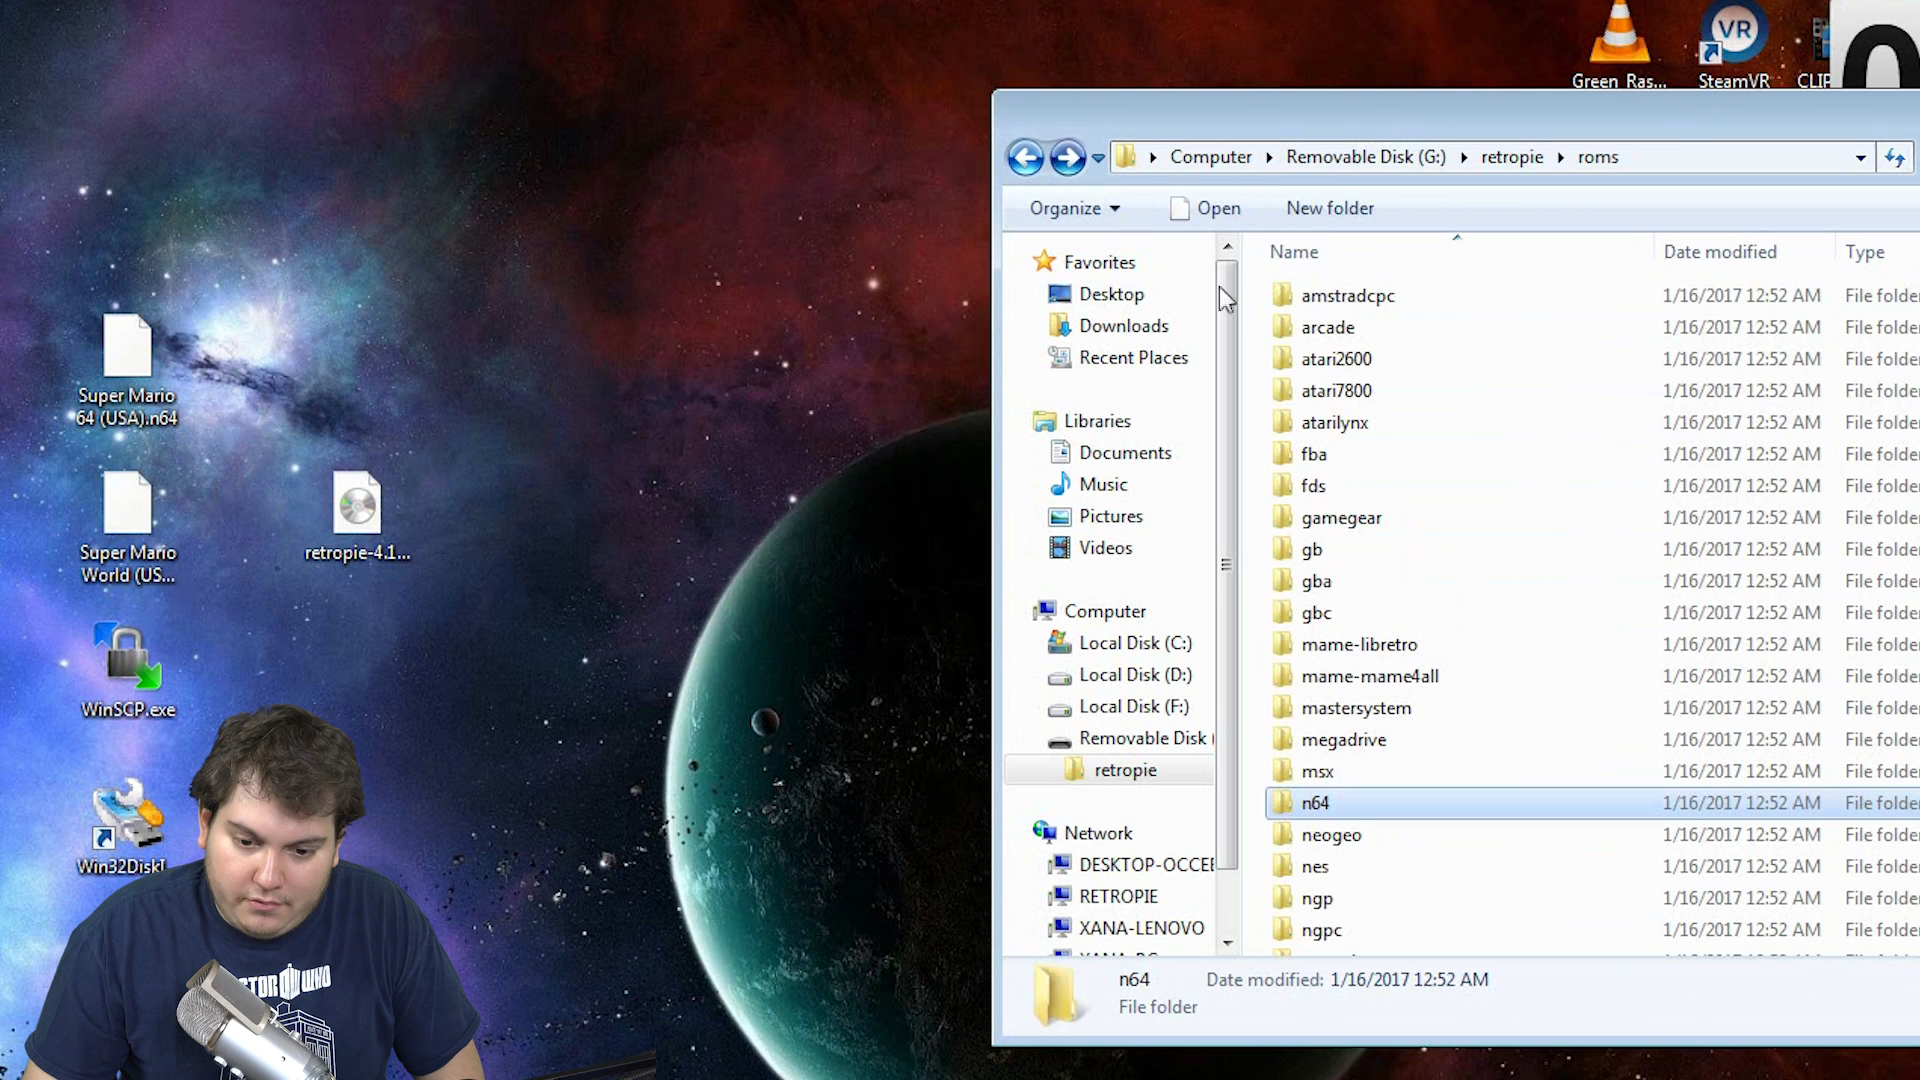 Green_Ras...
SteamVR
VR
CLIP
Super Mario
64 (USA).n64
Super Mario
World (US...
retropie-4.1...
WinSCP.exe
Win32DiskI
CTOR WHO
Computer
Removable Disk (G:)
retropie
roms
Organize
Open
New folder
Name
Date modified
Type
Favorites
Desktop
Downloads
Recent Places
Libraries
Documents
Music
Pictures
Videos
Computer
Local Disk (C:)
Local Disk (D:)
Local Disk (F:)
Removable Disk (
retropie
Network
DESKTOP-OCCEE
RETROPIE
XANA-LENOVO
amstradcpc 1/16/2017 12:52 AM File folder
arcade 1/16/2017 12:52 AM File folder
atari2600 1/16/2017 12:52 AM File folder
atari7800 1/16/2017 12:52 AM File folder
atarilynx 1/16/2017 12:52 AM File folder
fba 1/16/2017 12:52 AM File folder
fds 1/16/2017 12:52 AM File folder
gamegear 1/16/2017 12:52 AM File folder
gb 1/16/2017 12:52 AM File folder
gba 1/16/2017 12:52 AM File folder
gbc 1/16/2017 12:52 AM File folder
mame-libretro 1/16/2017 12:52 AM File folder
mame-mame4all 1/16/2017 12:52 AM File folder
mastersystem 1/16/2017 12:52 AM File folder
megadrive 1/16/2017 12:52 AM File folder
msx 1/16/2017 12:52 AM File folder
n64 1/16/2017 12:52 AM File folder
neogeo 1/16/2017 12:52 AM File folder
nes 1/16/2017 12:52 AM File folder
ngp 1/16/2017 12:52 AM File folder
ngpc 1/16/2017 12:52 AM File folder
n64 Date modified: 1/16/2017 12:52 AM
File folder